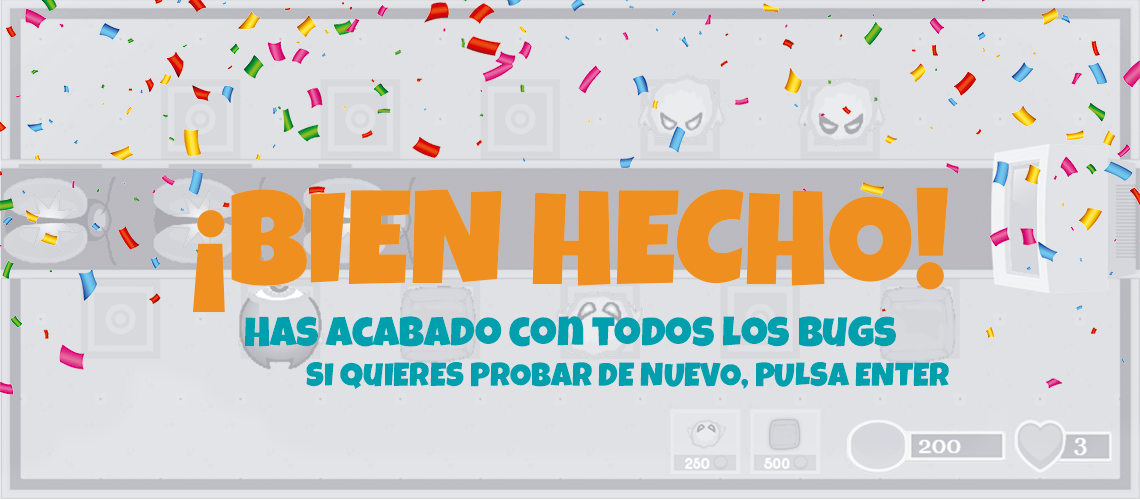 ¡BIEN HECHO!
HAS ACABADO CON TODOS LOS BUGS
SI QUIERES PROBAR DE NUEVO, PULSA ENTER
250
500
200
3